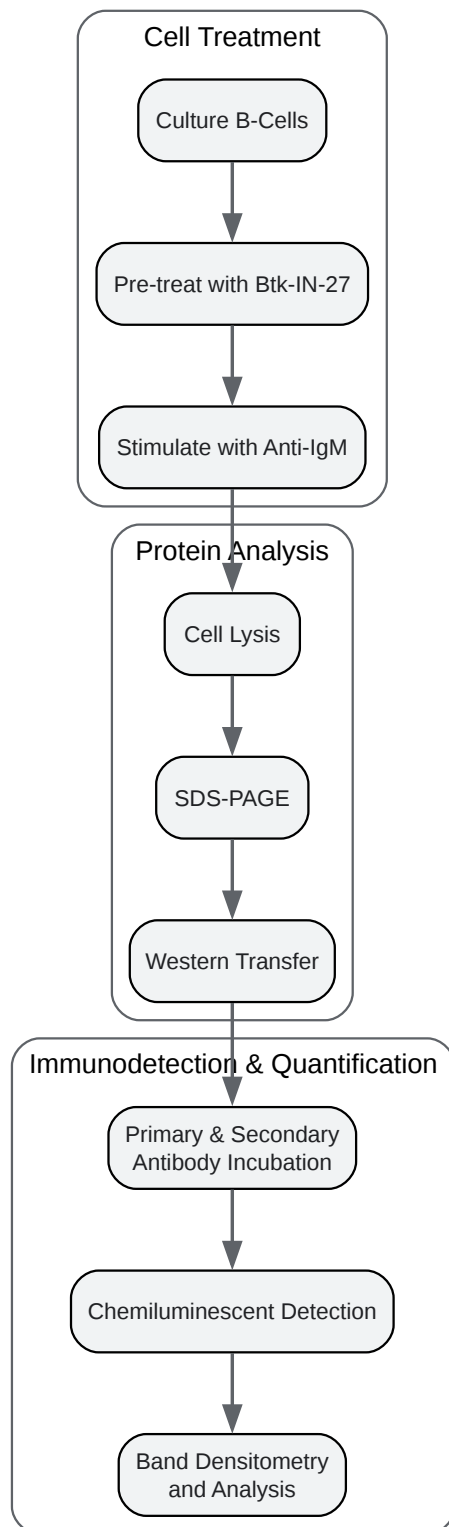 Cell Treatment
Culture B-Cells
Pre-treat with Btk-IN-27
Stimulate with Anti-IgM
Protein Analysis
Cell Lysis
SDS-PAGE
Western Transfer
Immunodetection & Quantification
Primary & Secondary
Antibody Incubation
Chemiluminescent Detection
Band Densitometry
and Analysis